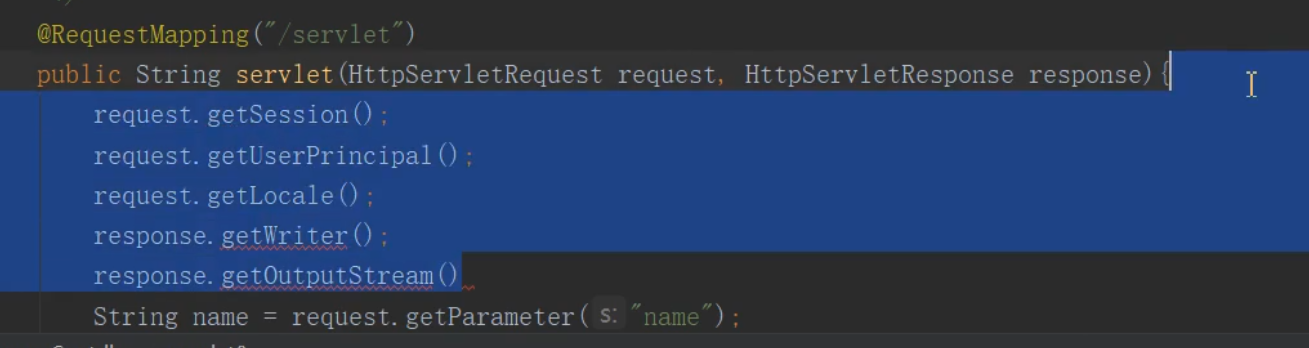 @RequestMapping("/servlet")
public String servlet(HttpServletRequest request, HttpServletResponse response){
request.getSession();
request.getUserPrincipal();
request.getLocale();
response.getWriter();
response.getOutputStream()
String name = request.getParameter( s: "name");